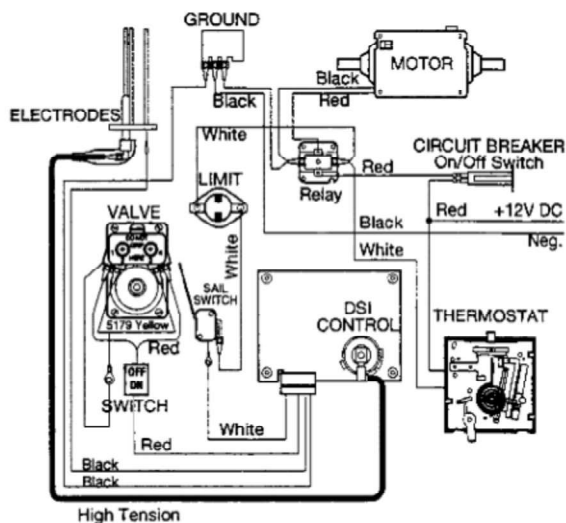 GROUND
MOTOR
Black
Red
ELECTRODES
Black
White
CIRCUIT BREAKER
On/Off Switch
Red
LIMIT
Relay
VALVE
Black
Red
+12V DC
Neg.
White
White
SAIL
SWITCH
DSI
CONTROL
THERMOSTAT
5179 Yellow
Red
OFF
ON
SWITCH
White
Red
Black
Black
High Tension